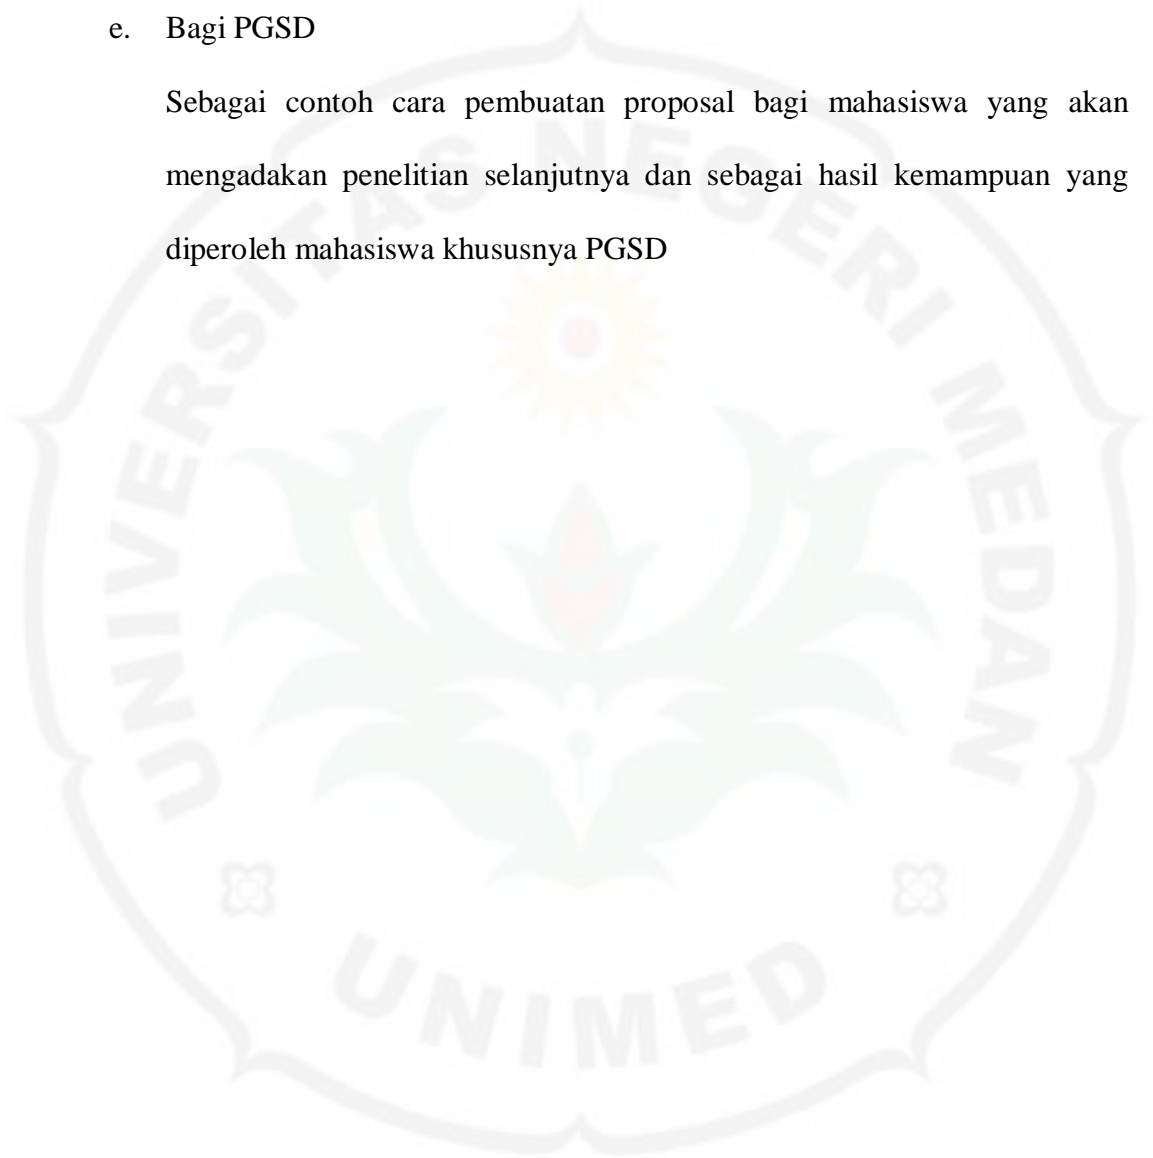 e. Bagi PGSD
Sebagai contoh cara pembuatan proposal bagi mahasiswa yang akan
mengadakan penelitian selanjutnya dan sebagai hasil kemampuan yang
diperoleh mahasiswa khususnya PGSD
UNIVERSITAS NEGERI MEDAN
UNIMED